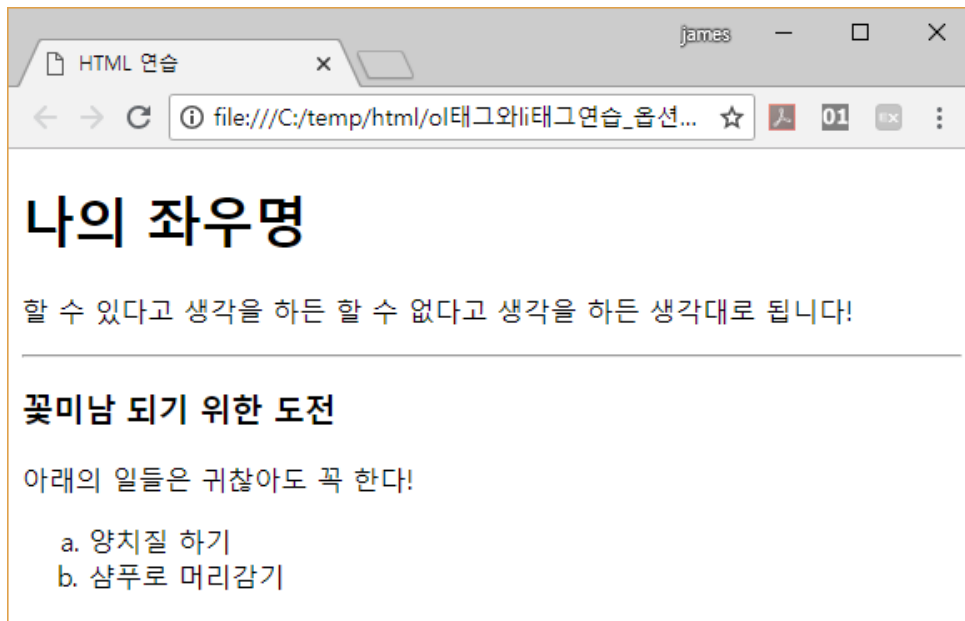 james
HTML 연습
file:///C:/temp/html/ol태그와li태그연습_옵션...
01
EX
나의 좌우명
할 수 있다고 생각을 하든 할 수 없다고 생각을 하든 생각대로 됩니다!
꽃미남 되기 위한 도전
아래의 일들은 귀찮아도 꼭 한다!
a. 양치질 하기
b. 샴푸로 머리감기